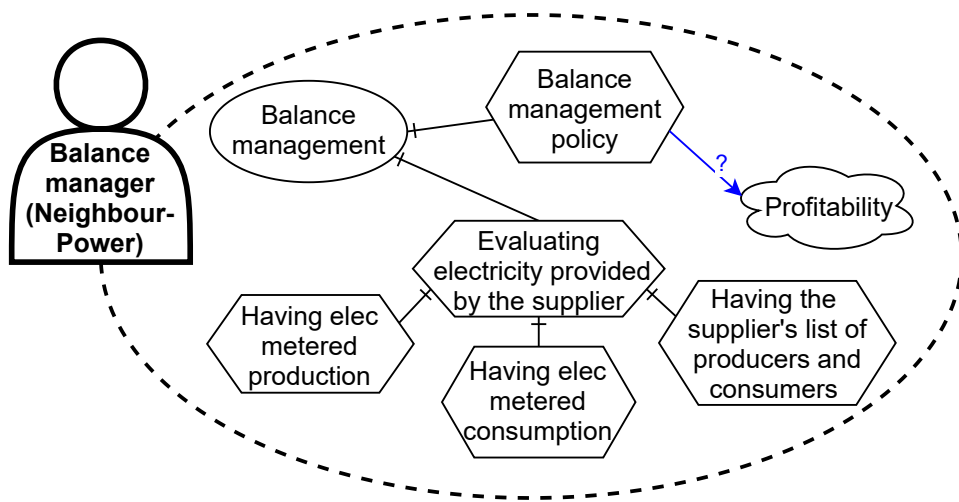 Balance
manager
(Neighbour-
Power)
Balance
management
Balance
management
policy
?
Profitability
Evaluating
electricity provided
by the supplier
Having elec
metered
production
Having elec
metered
consumption
Having the
supplier's list of
producers and
consumers